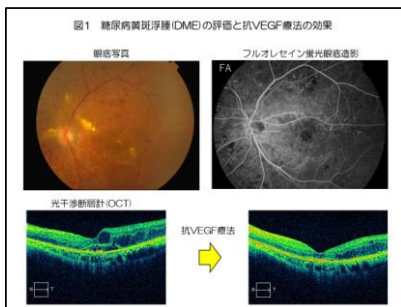 図1 糖尿病黄斑浮腫(DME)の評価と抗VEGF療法の効果
眼底写真
フルオレセイン蛍光眼底造影
FA
光干渉断層計(OCT)
抗VEGF療法
N T
N T